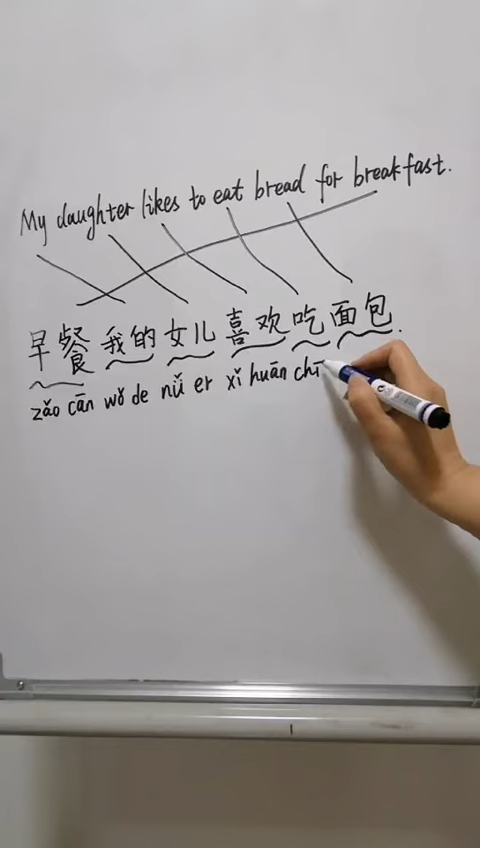 My daughter likes to eat bread for breakfast.
早餐我的女儿喜欢吃面包.
zǎo cān wǒ de nǚ er xǐ huān chī